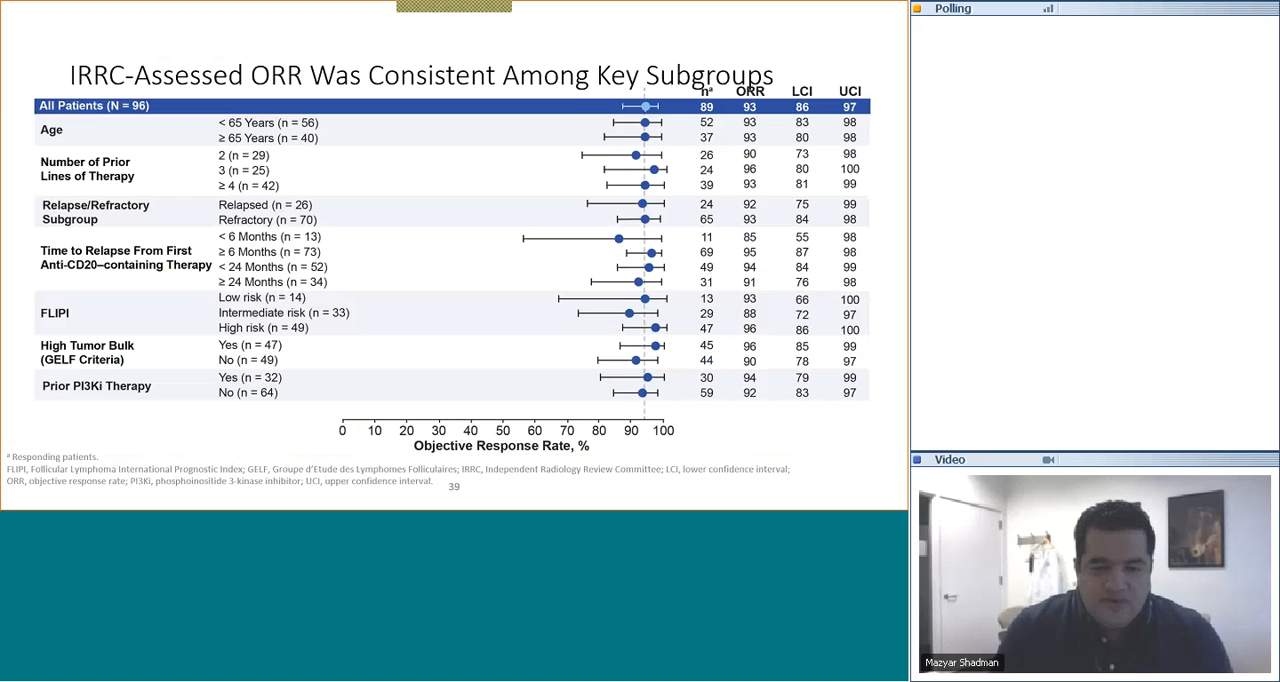 IRRC-Assessed ORR Was Consistent Among Key Subgroups
nᵃ ORR LCI UCI
All Patients (N = 96) 89 93 86 97
Age
< 65 Years (n = 56) 52 93 83 98
≥ 65 Years (n = 40) 37 93 80 98
Number of Prior
Lines of Therapy
2 (n = 29) 26 90 73 98
3 (n = 25) 24 96 80 100
≥ 4 (n = 42) 39 93 81 99
Relapse/Refractory
Subgroup
Relapsed (n = 26) 24 92 75 99
Refractory (n = 70) 65 93 84 98
Time to Relapse From First
Anti-CD20–containing Therapy
< 6 Months (n = 13) 11 85 55 98
≥ 6 Months (n = 73) 69 95 87 98
< 24 Months (n = 52) 49 94 84 99
≥ 24 Months (n = 34) 31 91 76 98
FLIPI
Low risk (n = 14) 13 93 66 100
Intermediate risk (n = 33) 29 88 72 97
High risk (n = 49) 47 96 86 100
High Tumor Bulk
(GELF Criteria)
Yes (n = 47) 45 96 85 99
No (n = 49) 44 90 78 97
Prior PI3Ki Therapy
Yes (n = 32) 30 94 79 99
No (n = 64) 59 92 83 97
0 10 20 30 40 50 60 70 80 90 100
Objective Response Rate, %
ᵃ Responding patients.
FLIPI, Follicular Lymphoma International Prognostic Index; GELF, Groupe d'Etude des Lymphomes Folliculaires; IRRC, Independent Radiology Review Committee; LCI, lower confidence interval;
ORR, objective response rate; PI3Ki, phosphoinositide 3-kinase inhibitor; UCI, upper confidence interval.
39
Polling
Video
Mazyar Shadman